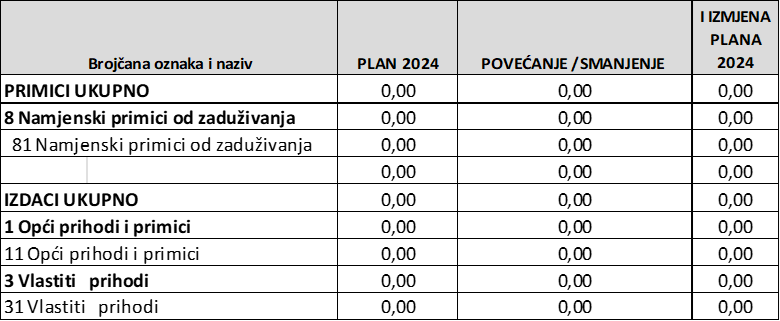 Brojčana oznaka i naziv PLAN 2024 POVEĆANJE /SMANJENJE I IZMJENA
PLANA
2024
PRIMICI UKUPNO 0,00 0,00 0,00
8 Namjenski primici od zaduživanja 0,00 0,00 0,00
81 Namjenski primici od zaduživanja 0,00 0,00 0,00
0,00 0,00 0,00
IZDACI UKUPNO 0,00 0,00 0,00
1 Opći prihodi i primici 0,00 0,00 0,00
11 Opći prihodi i primici 0,00 0,00 0,00
3 Vlastiti prihodi 0,00 0,00 0,00
31 Vlastiti prihodi 0,00 0,00 0,00